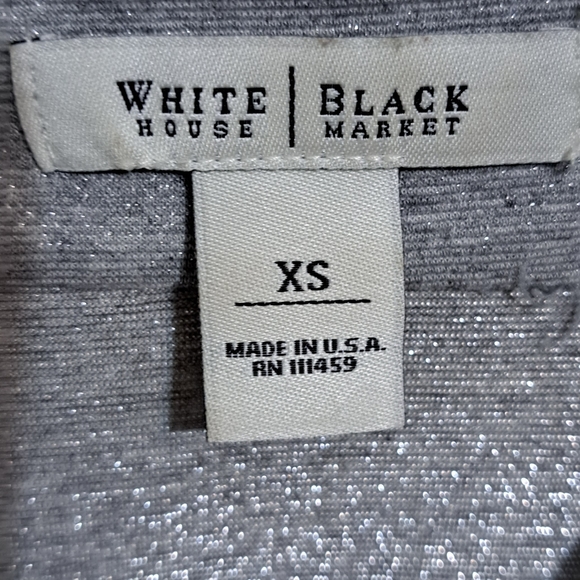 WHITE | BLACK
HOUSE | MARKET
XS
MADE IN U.S.A.
RN 111459